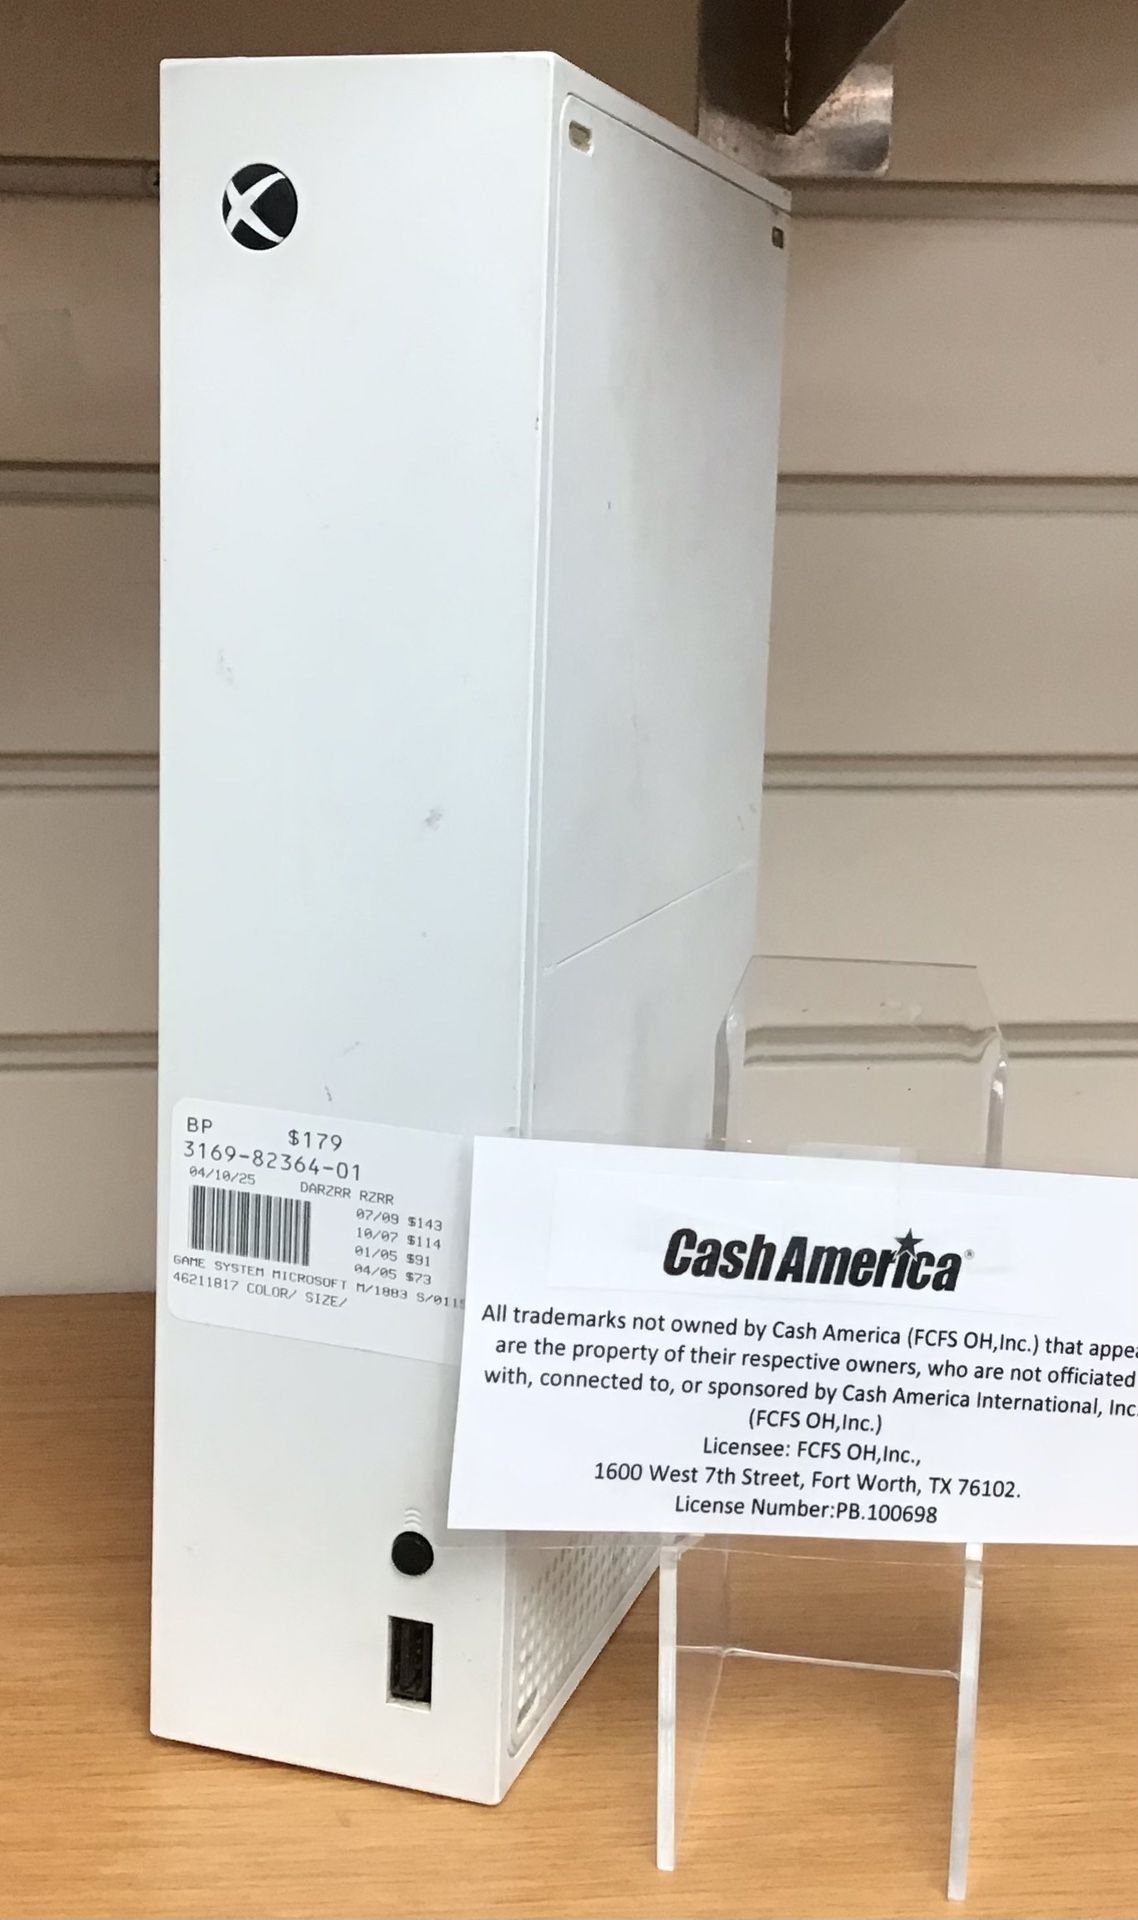 BP $179
3169-82364-01
04/10/25 DARZRR RZRR
07/09 $143
10/07 $114
01/05 $91
04/05 $73
GAME SYSTEM MICROSOFT M/1883 S/0115
46211817 COLOR/ SIZE/
CashAmerica®
All trademarks not owned by Cash America (FCFS OH,Inc.) that appea
are the property of their respective owners, who are not officiated
with, connected to, or sponsored by Cash America International, Inc.
(FCFS OH,Inc.)
Licensee: FCFS OH,Inc.,
1600 West 7th Street, Fort Worth, TX 76102.
License Number:PB.100698